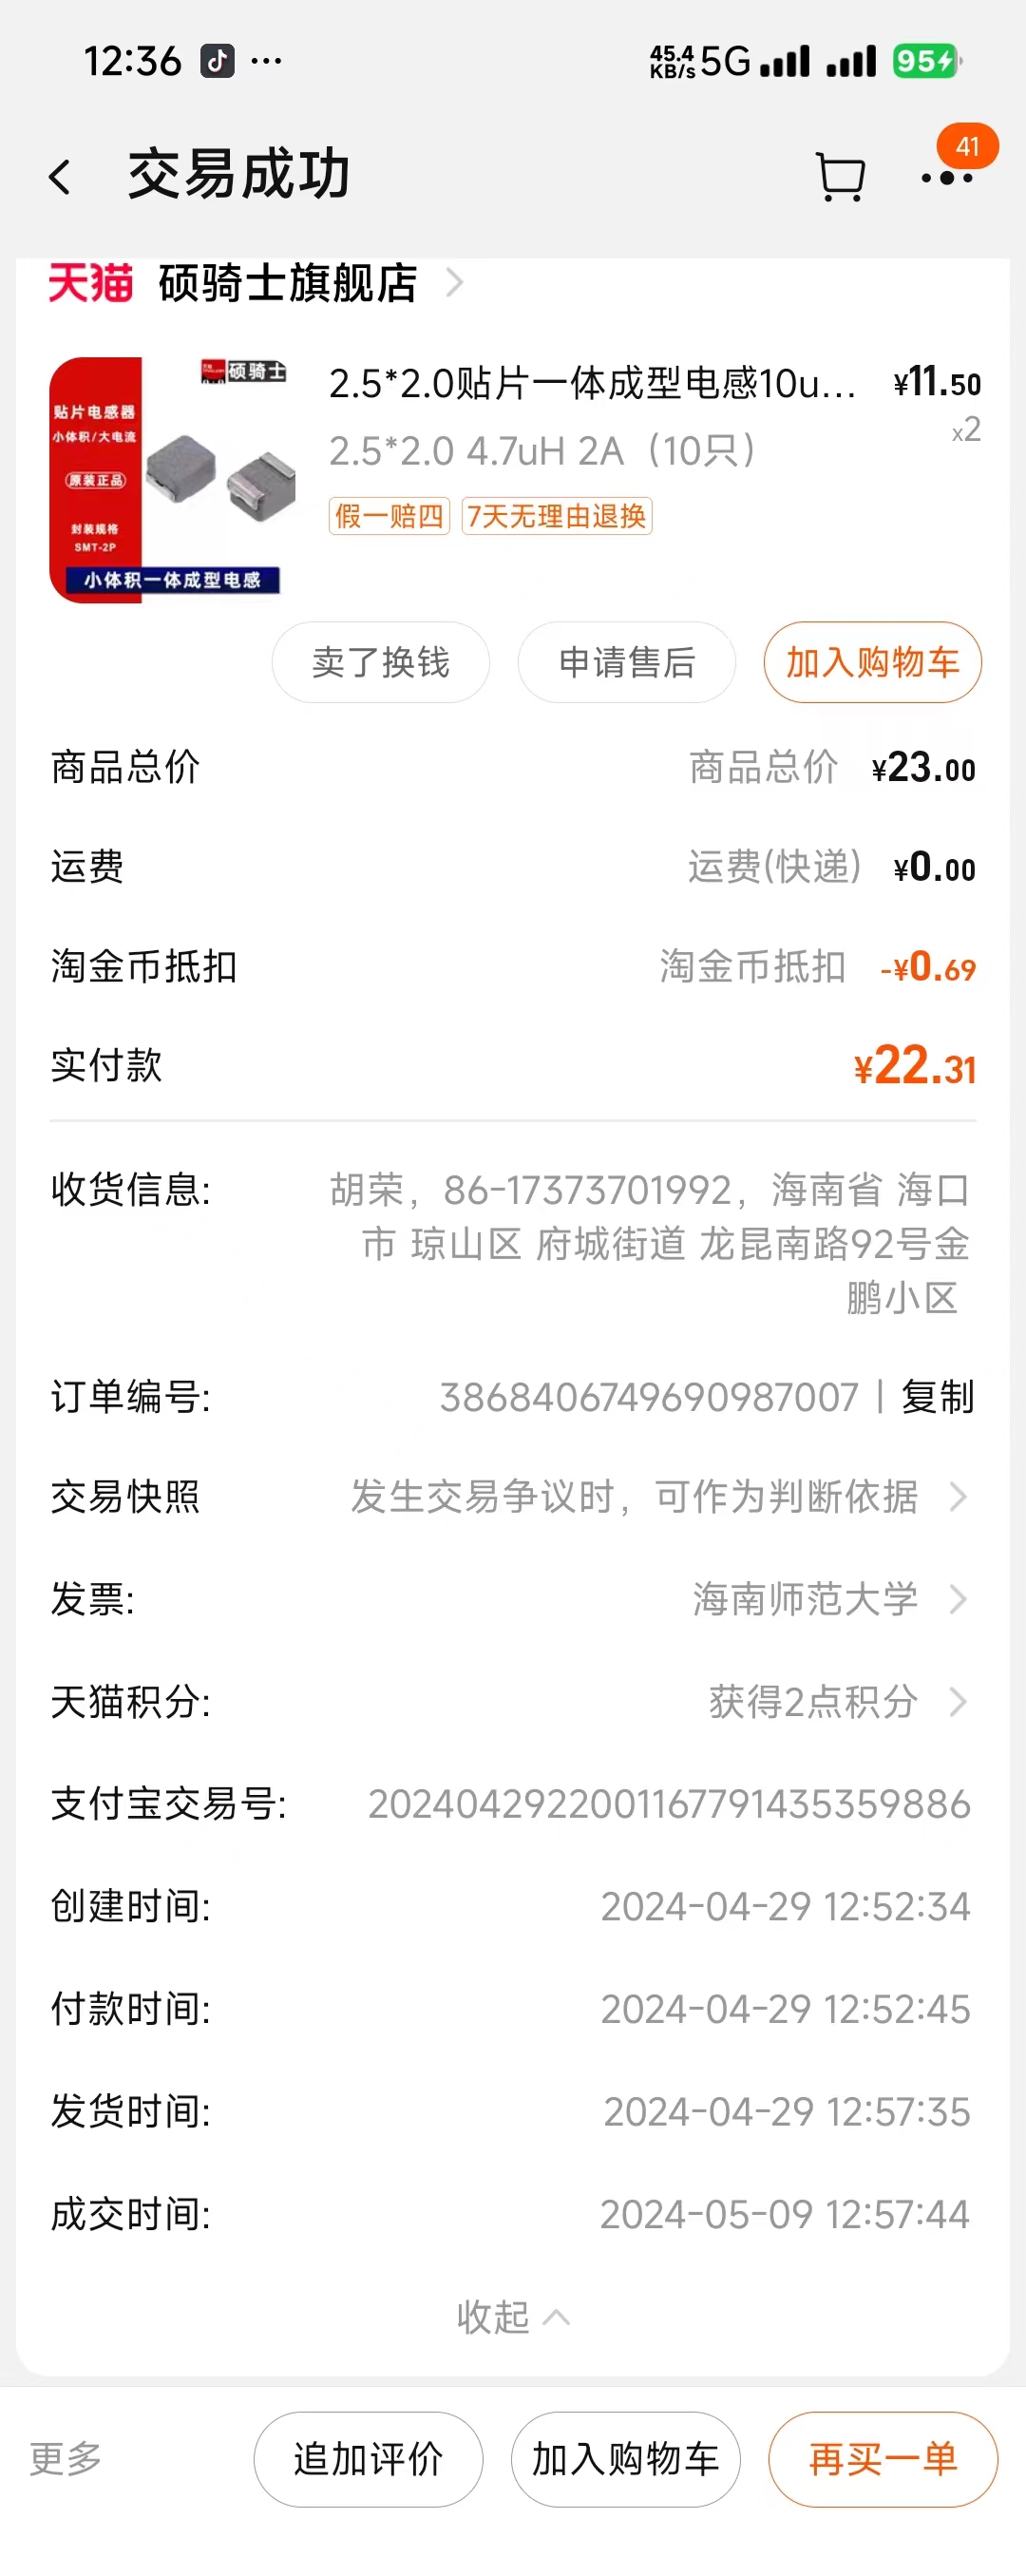 12:36 ...
45.4 KB/s 5G 95
交易成功
41
天猫 硕骑士旗舰店
硕骑士
贴片电感器
小体积/大电流
原装正品
封装规格
SMT-2P
小体积一体成型电感
2.5*2.0贴片一体成型电感10u... ¥11.50
2.5*2.0 4.7uH 2A（10只） x2
假一赔四 7天无理由退换
卖了换钱 申请售后 加入购物车
商品总价 商品总价 ¥23.00
运费 运费(快递) ¥0.00
淘金币抵扣 淘金币抵扣 -¥0.69
实付款 ¥22.31
收货信息: 胡荣，86-17373701992，海南省 海口
市 琼山区 府城街道 龙昆南路92号金
鹏小区
订单编号: 3868406749690987007 | 复制
交易快照 发生交易争议时，可作为判断依据
发票: 海南师范大学
天猫积分: 获得2点积分
支付宝交易号: 2024042922001167791435359886
创建时间: 2024-04-29 12:52:34
付款时间: 2024-04-29 12:52:45
发货时间: 2024-04-29 12:57:35
成交时间: 2024-05-09 12:57:44
收起
更多 追加评价 加入购物车 再买一单